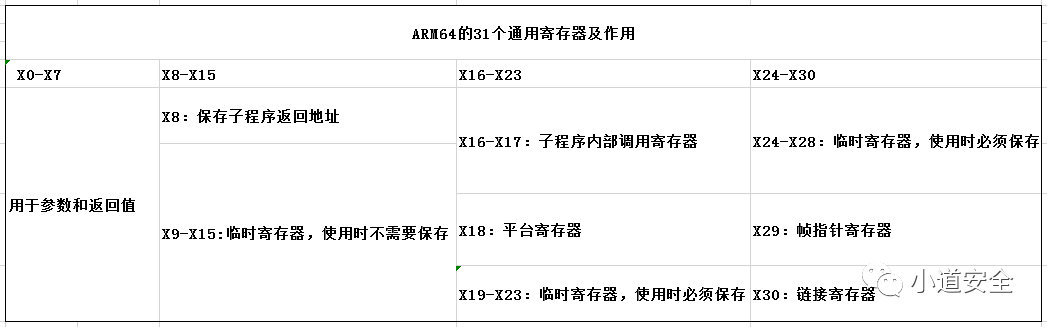 ARM64的31个通用寄存器及作用
X0-X7 X8-X15 X16-X23 X24-X30
X8：保存子程序返回地址
X16-X17：子程序内部调用寄存器 X24-X28：临时寄存器，使用时必须保存
用于参数和返回值
X9-X15:临时寄存器，使用时不需要保存 X18：平台寄存器 X29：帧指针寄存器
X19-X23：临时寄存器，使用时必须保存 X30：链接寄存器
小道安全